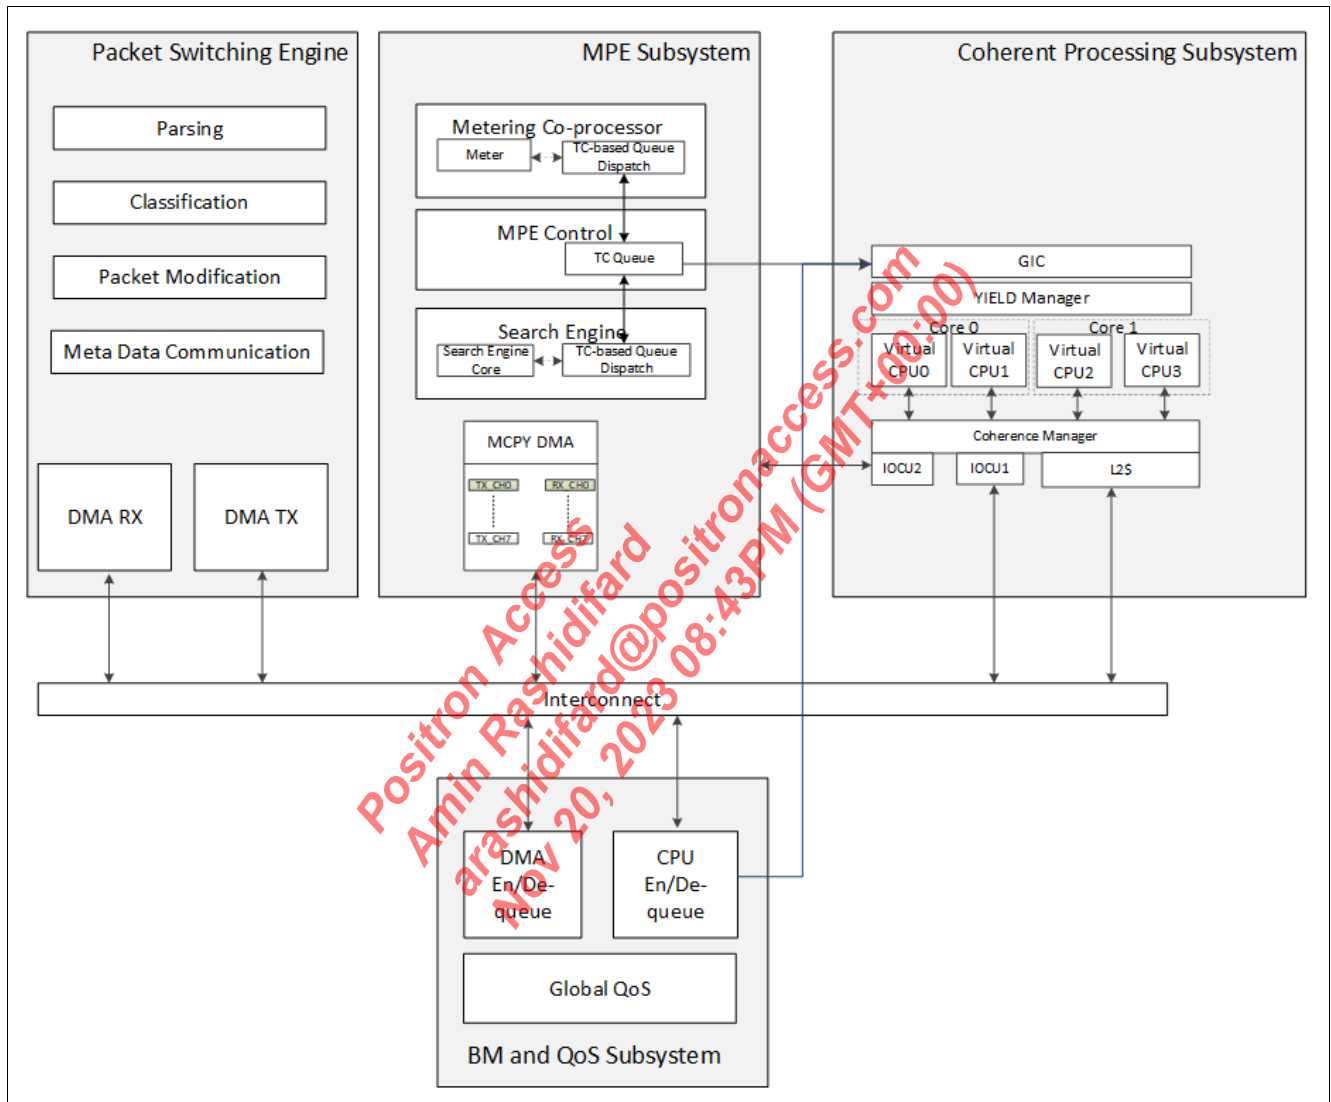 Packet Switching Engine
Parsing
Classification
Packet Modification
Meta Data Communication
DMA RX
DMA TX
MPE Subsystem
Metering Co-processor
Meter
TC-based Queue
Dispatch
MPE Control
TC Queue
Search Engine
Search Engine
Core
TC-based Queue
Dispatch
MCPY DMA
TX_CH0
RX_CH0
TX_CH7
RX_CH7
Coherent Processing Subsystem
GIC
YIELD Manager
Core 0
Core 1
Virtual
CPU0
Virtual
CPU1
Virtual
CPU2
Virtual
CPU3
Coherence Manager
IOCU2
IOCU1
L2$
Interconnect
DMA
En/De-
queue
CPU
En/De-
queue
Global QoS
BM and QoS Subsystem
Positron Access
Amin Rashidifard
arashidifard@positronaccess.com
Nov 20, 2023 08:43PM (GMT+00:00)